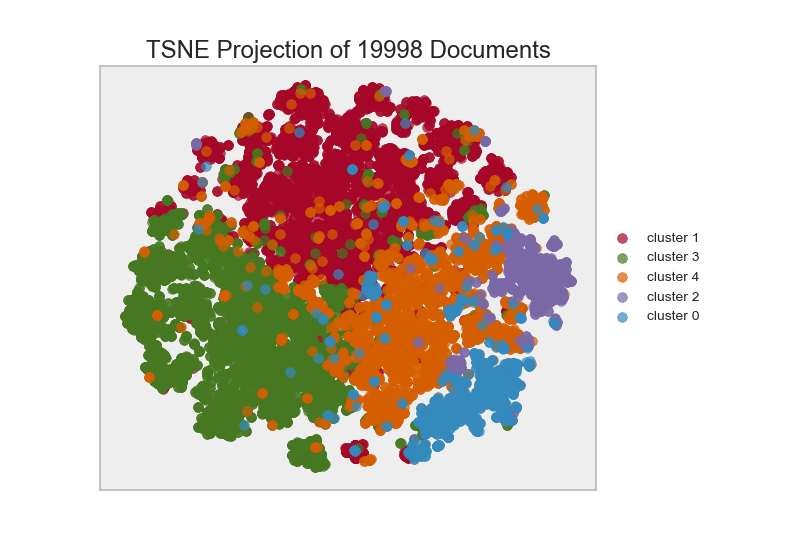 TSNE Projection of 19998 Documents
cluster 1
cluster 3
cluster 4
cluster 2
cluster 0